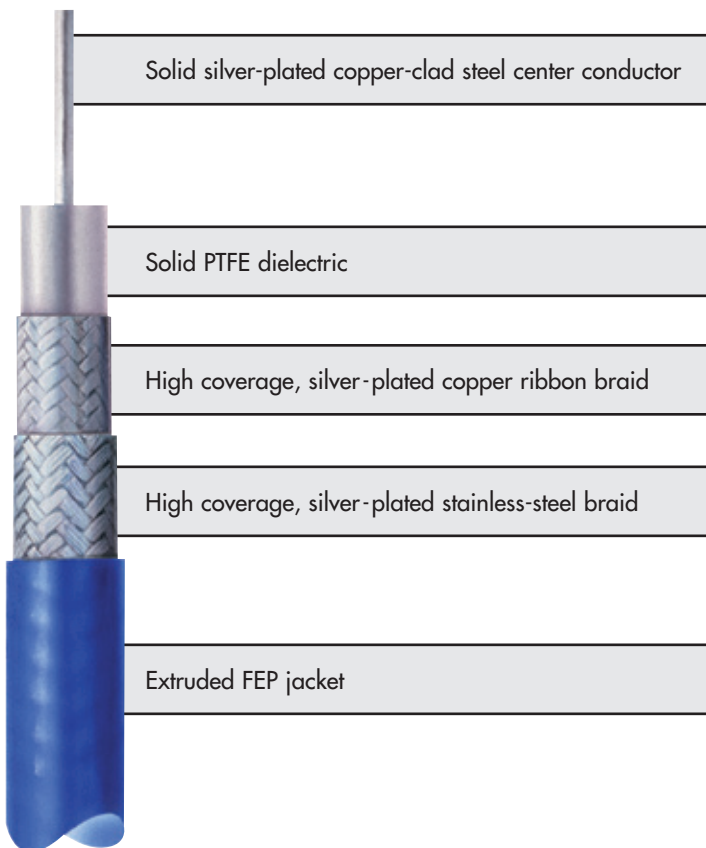 Solid silver-plated copper-clad steel center conductor
Solid PTFE dielectric
High coverage, silver-plated copper ribbon braid
High coverage, silver-plated stainless-steel braid
Extruded FEP jacket